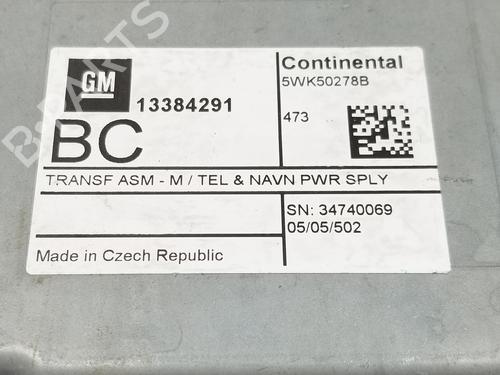 GM
13384291
BC
Continental
5WK50278B
473
TRANSF ASM - M / TEL & NAVN PWR SPLY
SN: 34740069
05/05/502
Made in Czech Republic
B-PARTS